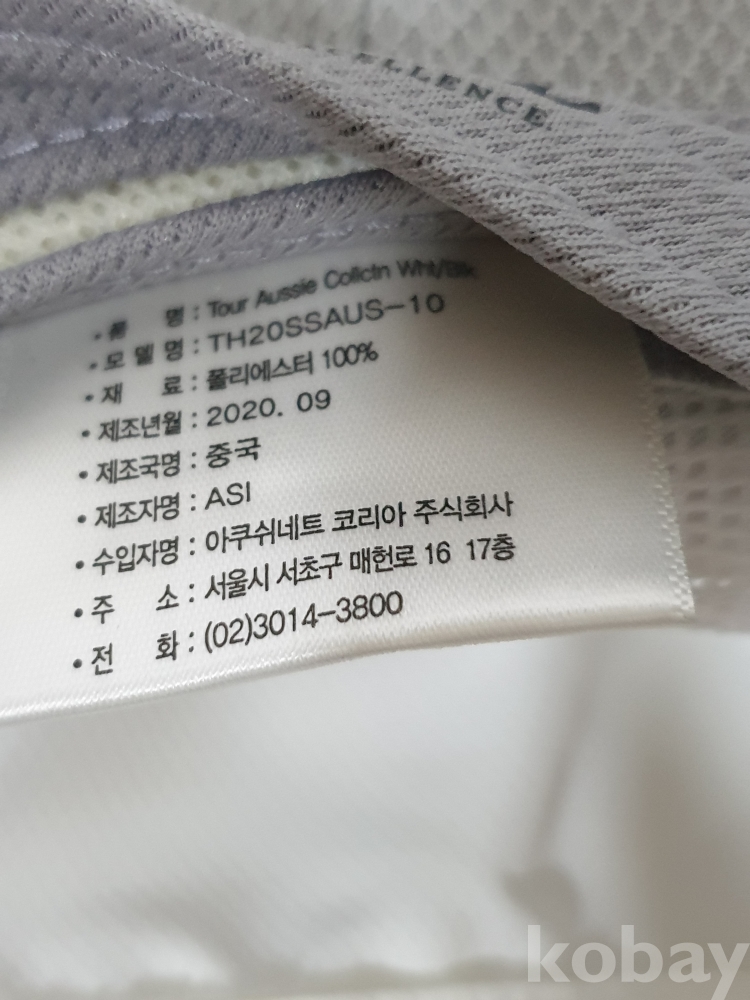 ELLENCE
• 품 명 : Tour Aussie Collctn Wht/Blk
• 모 델 명 : TH20SSAUS-10
• 재 료 : 폴리에스터 100%
• 제조년월 : 2020. 09
• 제조국명 : 중국
• 제조자명 : ASI
• 수입자명 : 아쿠쉬네트 코리아 주식회사
• 주 소 : 서울시 서초구 매헌로 16 17층
• 전 화 : (02)3014-3800
kobay